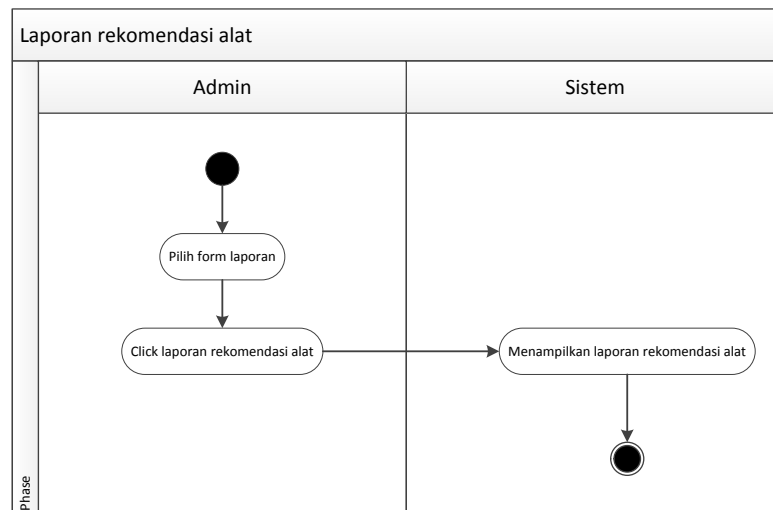 Laporan rekomendasi alat
Admin
Sistem
Pilih form laporan
Click laporan rekomendasi alat
Menampilkan laporan rekomendasi alat
Phase